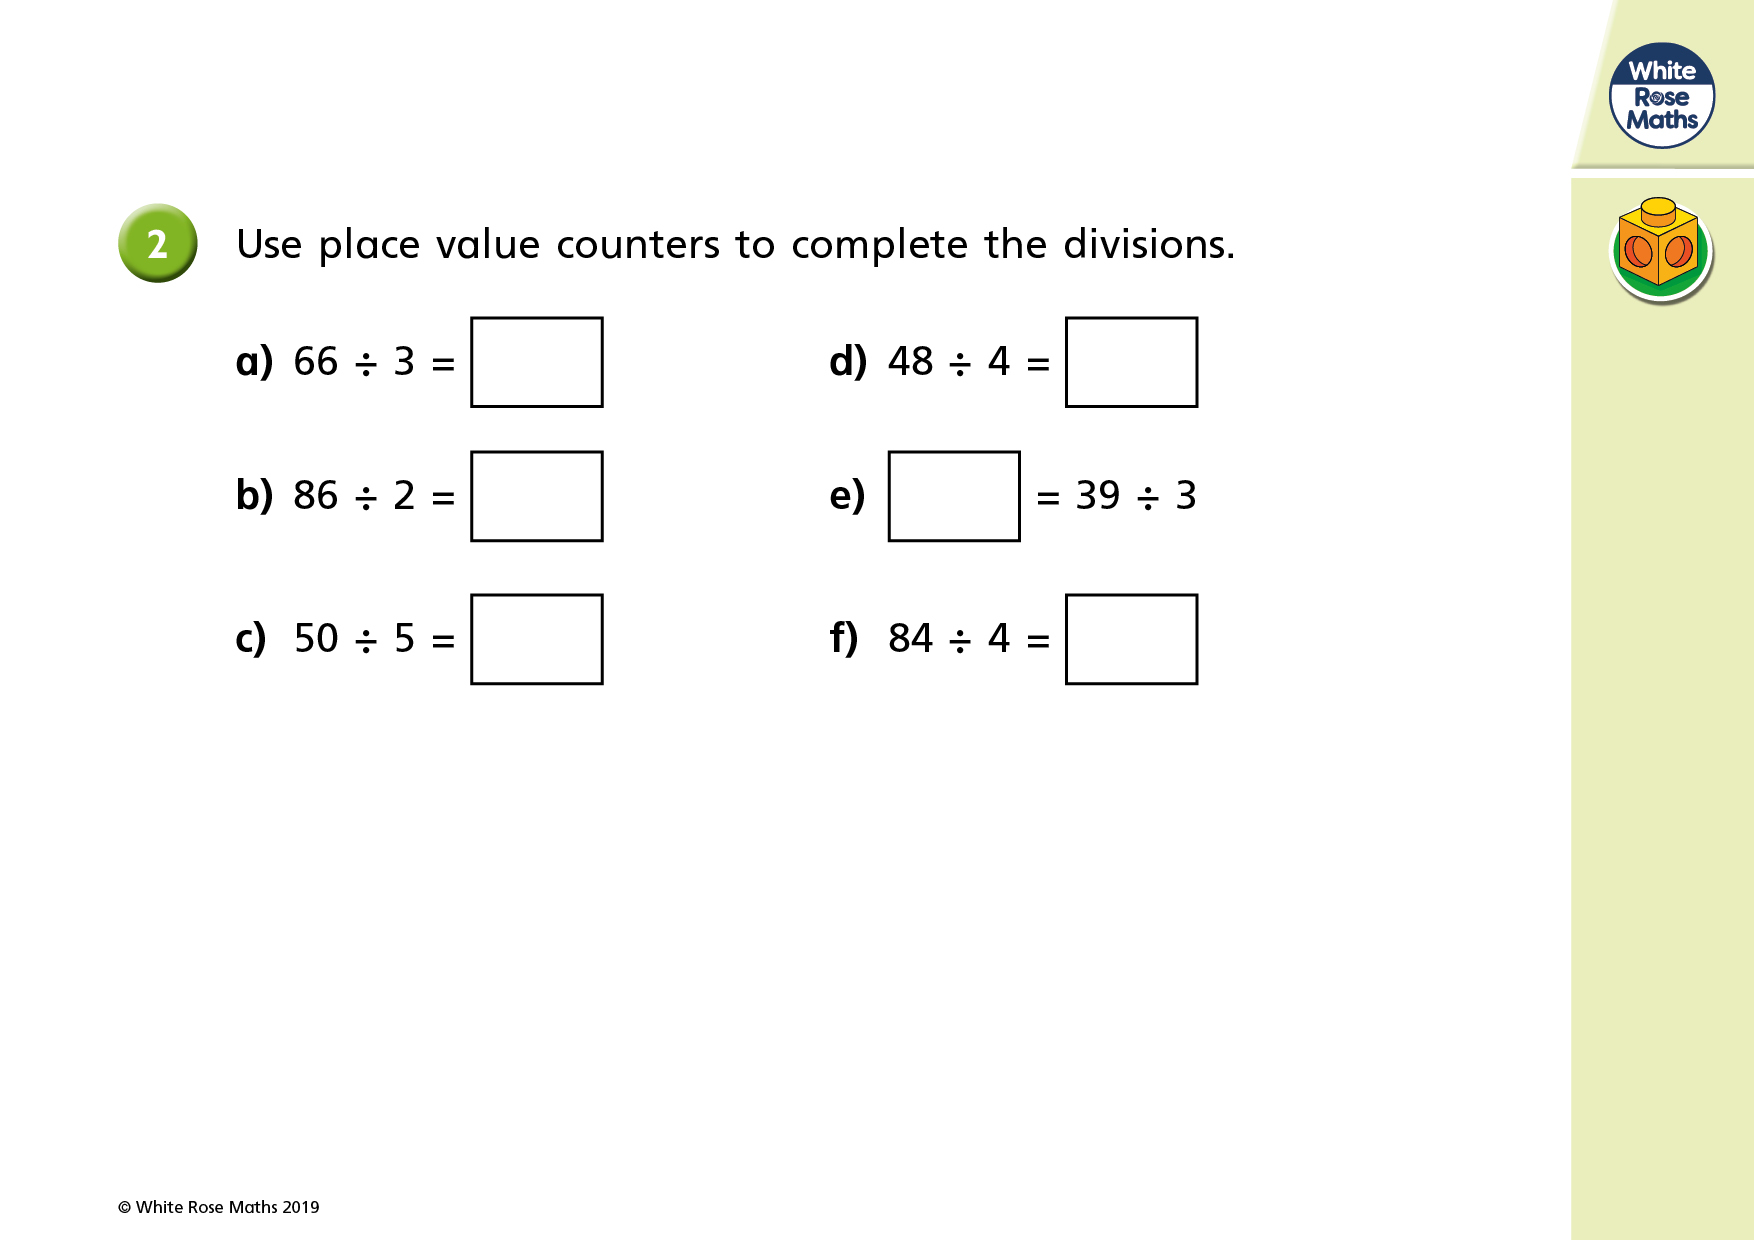 White
Rose
Maths
2 Use place value counters to complete the divisions.
a) 66 ÷ 3 =
b) 86 ÷ 2 =
c) 50 ÷ 5 =
d) 48 ÷ 4 =
e) = 39 ÷ 3
f) 84 ÷ 4 =
© White Rose Maths 2019